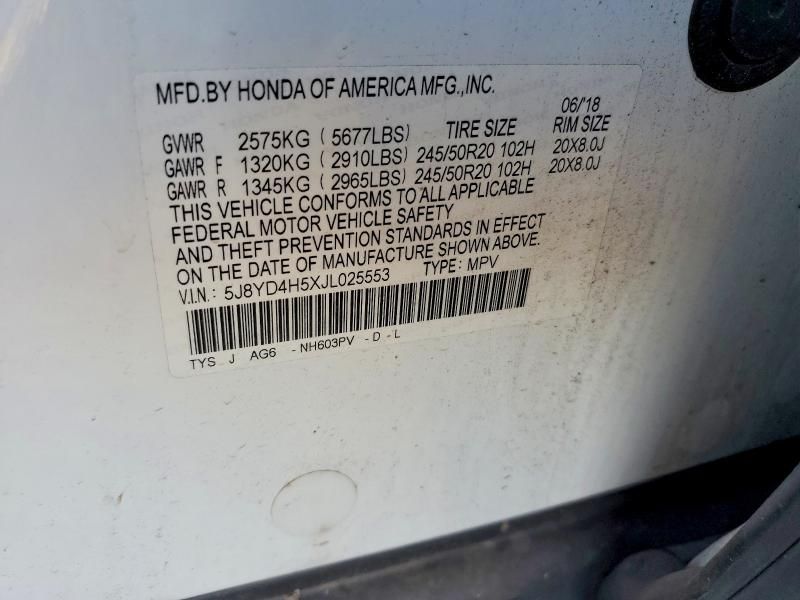 MFD.BY HONDA OF AMERICA MFG.,INC.
06/'18
GVWR 2575KG ( 5677LBS) TIRE SIZE RIM SIZE
GAWR F 1320KG ( 2910LBS) 245/50R20 102H 20X8.0J
GAWR R 1345KG ( 2965LBS) 245/50R20 102H 20X8.0J
THIS VEHICLE CONFORMS TO ALL APPLICABLE
FEDERAL MOTOR VEHICLE SAFETY
AND THEFT PREVENTION STANDARDS IN EFFECT
ON THE DATE OF MANUFACTURE SHOWN ABOVE.
V.I.N.: 5J8YD4H5XJL025553 TYPE: MPV
TYS J AG6 -NH603PV -D -L